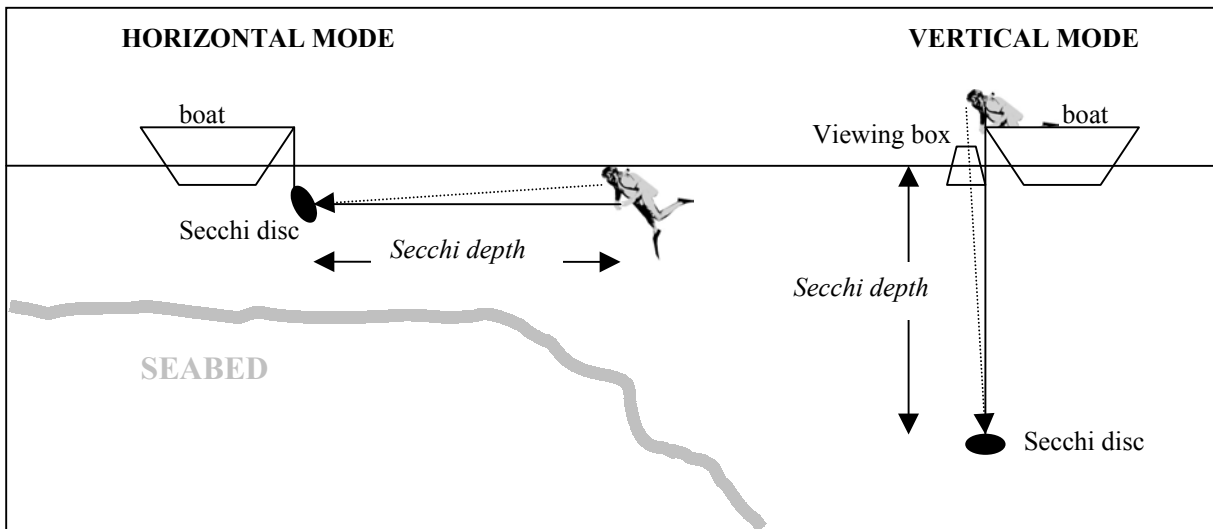 HORIZONTAL MODE
VERTICAL MODE
boat
boat
Viewing box
Secchi disc
Secchi depth
Secchi depth
SEABED
Secchi disc